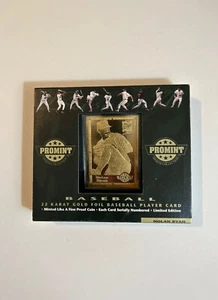 PROMINT
PROMINT
BASEBALL
22 KARAT GOLD FOIL BASEBALL PLAYER CARD
• Minted Like A Fine Proof Coin • Each Card Serially Numbered • Limited Edition
NOLAN RYAN